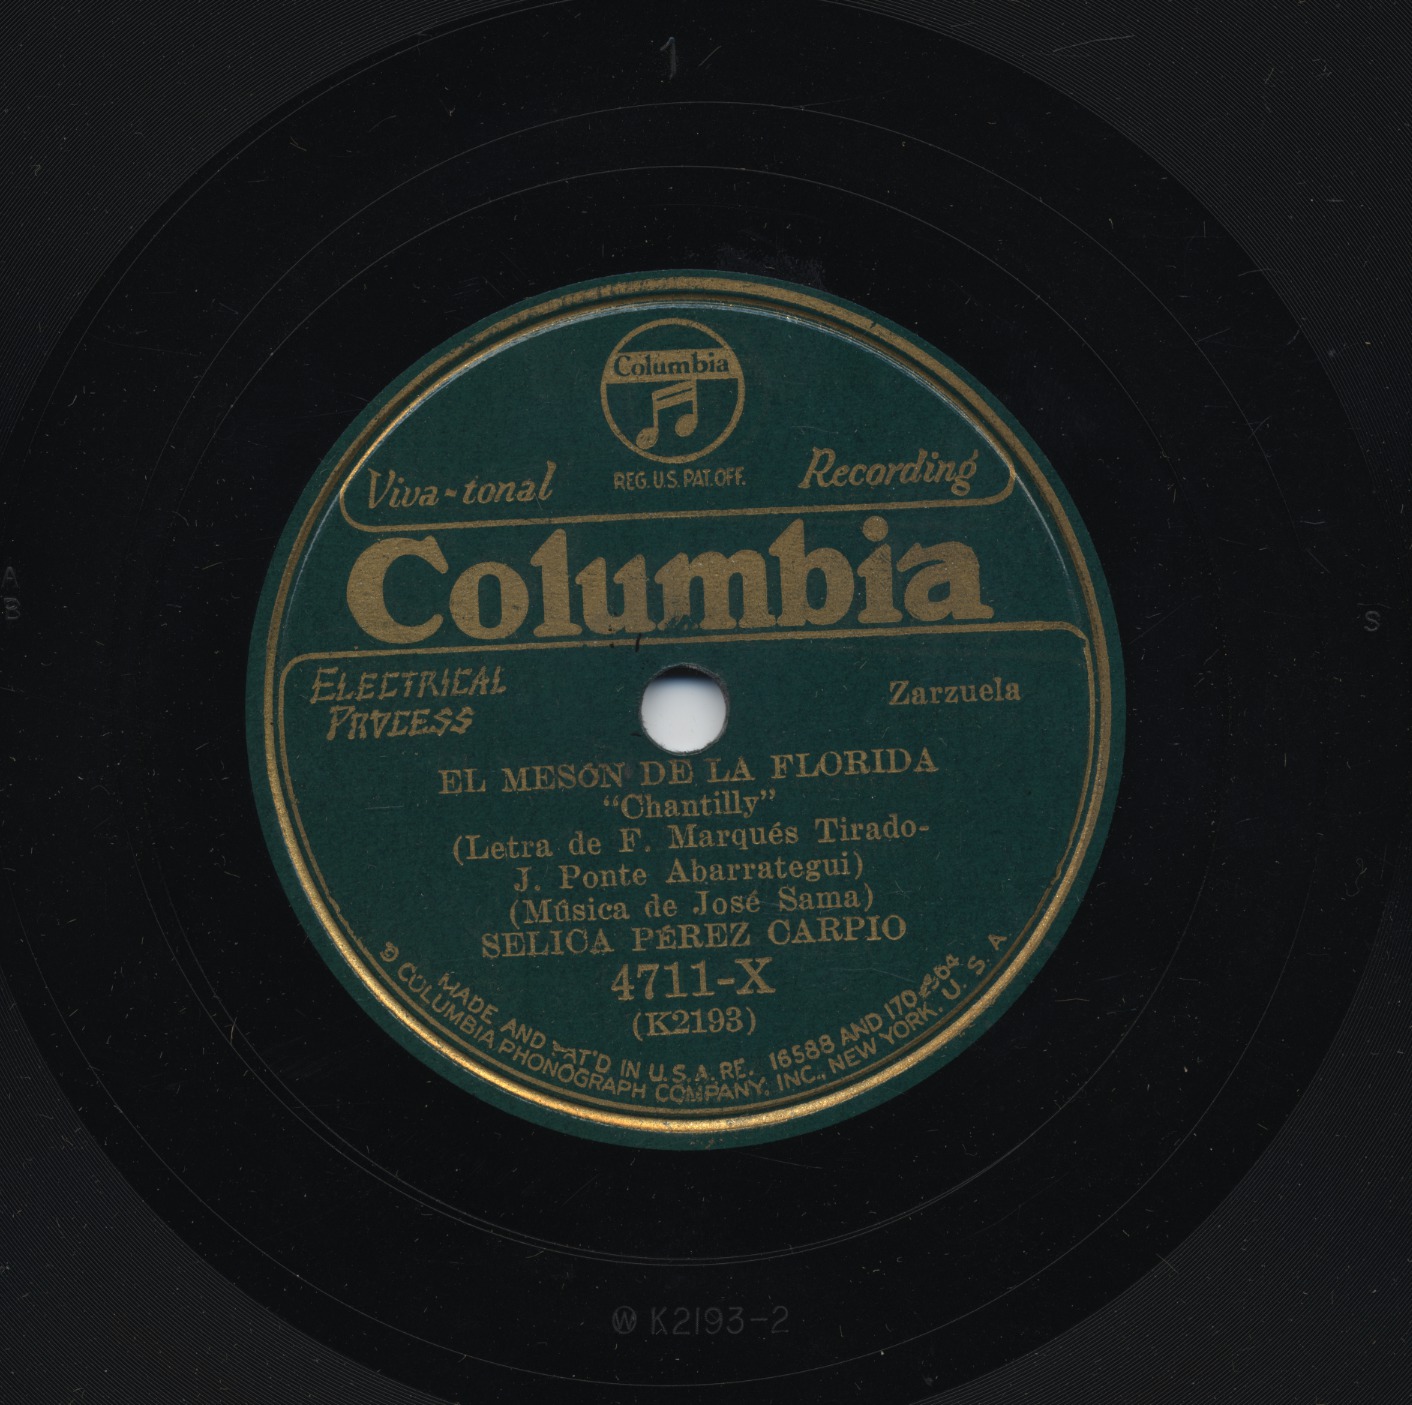 1
Columbia
Viva-tonal
REG. U.S. PAT. OFF.
Recording
Columbia
ELECTRICAL
PROCESS
Zarzuela
EL MESÓN DE LA FLORIDA
“Chantilly”
(Letra de F. Marqués Tirado-
J. Ponte Abarrategui)
(Música de José Sama)
SELICA PÉREZ CARPIO
4711-X
(K2193)
MADE AND PAT'D IN U.S.A. RE. 16588 AND
COLUMBIA PHONOGRAPH COMPANY, INC., NEW YORK, U. S. A
A
B
S
W K2193-2